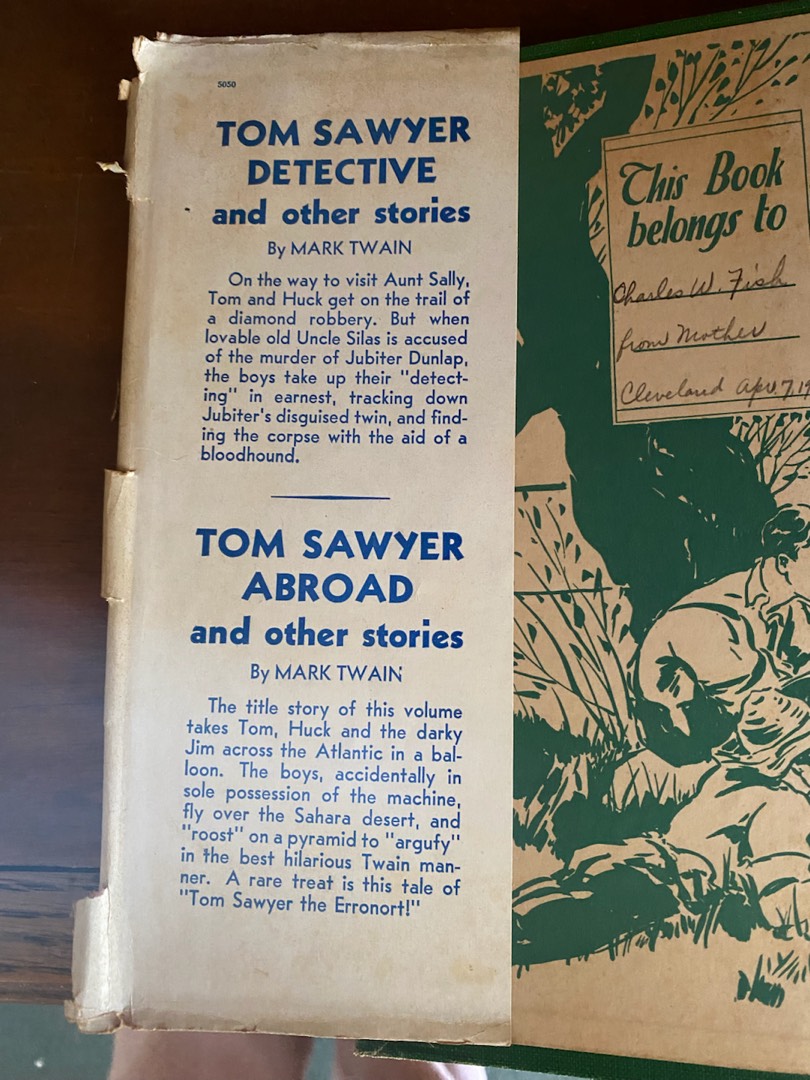 5050
TOM SAWYER
DETECTIVE
and other stories
By MARK TWAIN
On the way to visit Aunt Sally,
Tom and Huck get on the trail of
a diamond robbery. But when
lovable old Uncle Silas is accused
of the murder of Jubiter Dunlap,
the boys take up their "detect-
ing" in earnest, tracking down
Jubiter's disguised twin, and find-
ing the corpse with the aid of a
bloodhound.
TOM SAWYER
ABROAD
and other stories
By MARK TWAIN
The title story of this volume
takes Tom, Huck and the darky
Jim across the Atlantic in a bal-
loon. The boys, accidentally in
sole possession of the machine,
fly over the Sahara desert, and
"roost" on a pyramid to "argufy"
in the best hilarious Twain man-
ner. A rare treat is this tale of
"Tom Sawyer the Erronort!"
This Book
belongs to
Charles W. Fish
from Mother
Cleveland Apr. 7, 19